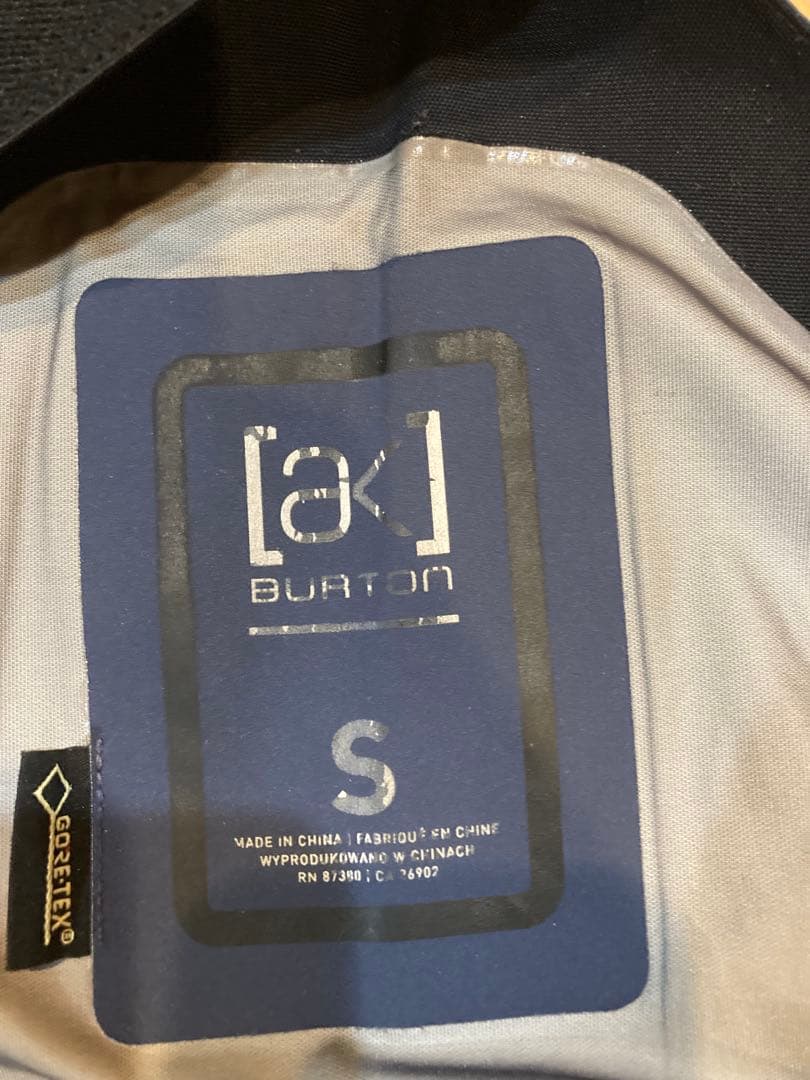 [ak]
BURTON
S
MADE IN CHINA | FABRIQUÉ EN CHINE
WYPRODUKOWANO W CHINACH
RN 87380 | CA 26902
GORE-TEX®